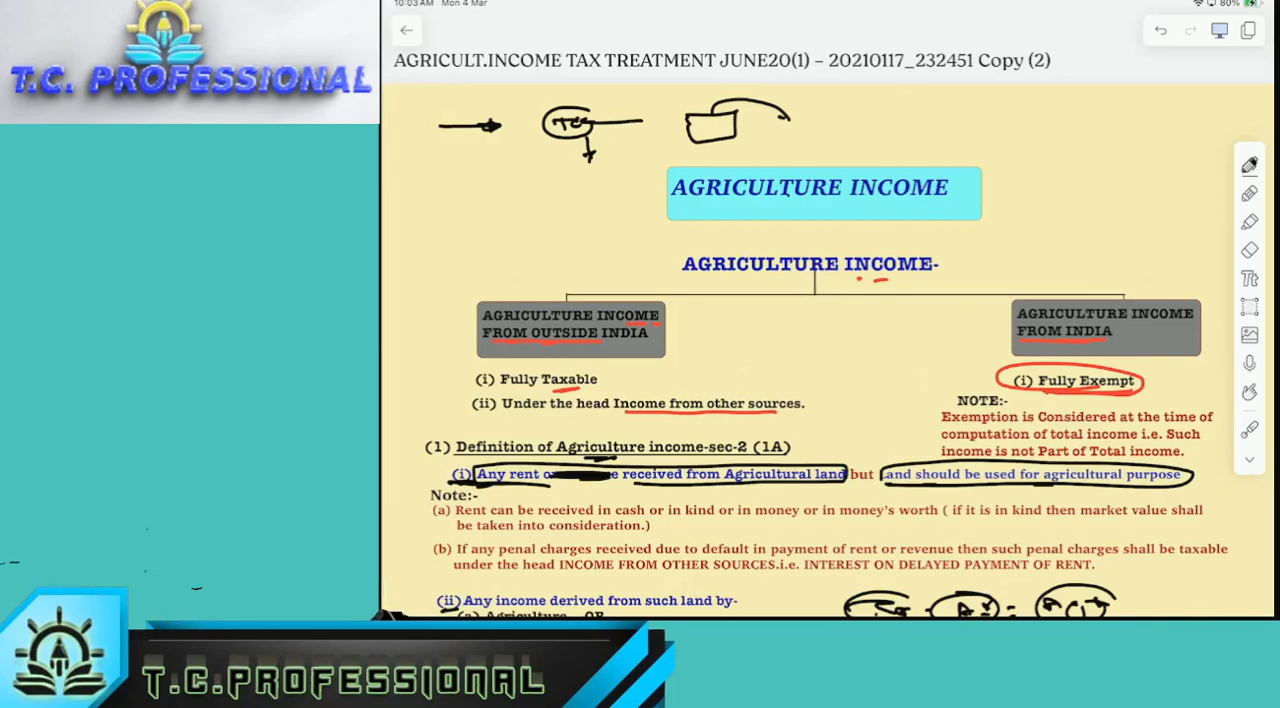 10:03 AM Mon 4 Mar
80%
T.C. PROFESSIONAL
AGRICULT.INCOME TAX TREATMENT JUNE20(1) – 20210117_232451 Copy (2)
TC
AGRICULTURE INCOME
AGRICULTURE INCOME-
AGRICULTURE INCOME
FROM OUTSIDE INDIA
(i) Fully Taxable
(ii) Under the head Income from other sources.
AGRICULTURE INCOME
FROM INDIA
(i) Fully Exempt
NOTE:-
Exemption is Considered at the time of
computation of total income i.e. Such
income is not Part of Total income.
(1) Definition of Agriculture income-sec-2 (1A)
(i) Any rent received from Agricultural land but Land should be used for agricultural purpose
Note:-
(a) Rent can be received in cash or in kind or in money or in money's worth ( if it is in kind then market value shall
be taken into consideration.)
(b) If any penal charges received due to default in payment of rent or revenue then such penal charges shall be taxable
under the head INCOME FROM OTHER SOURCES.i.e. INTEREST ON DELAYED PAYMENT OF RENT.
(ii) Any income derived from such land by-
(a) Agriculture OR
Tt
T.C.PROFESSIONAL